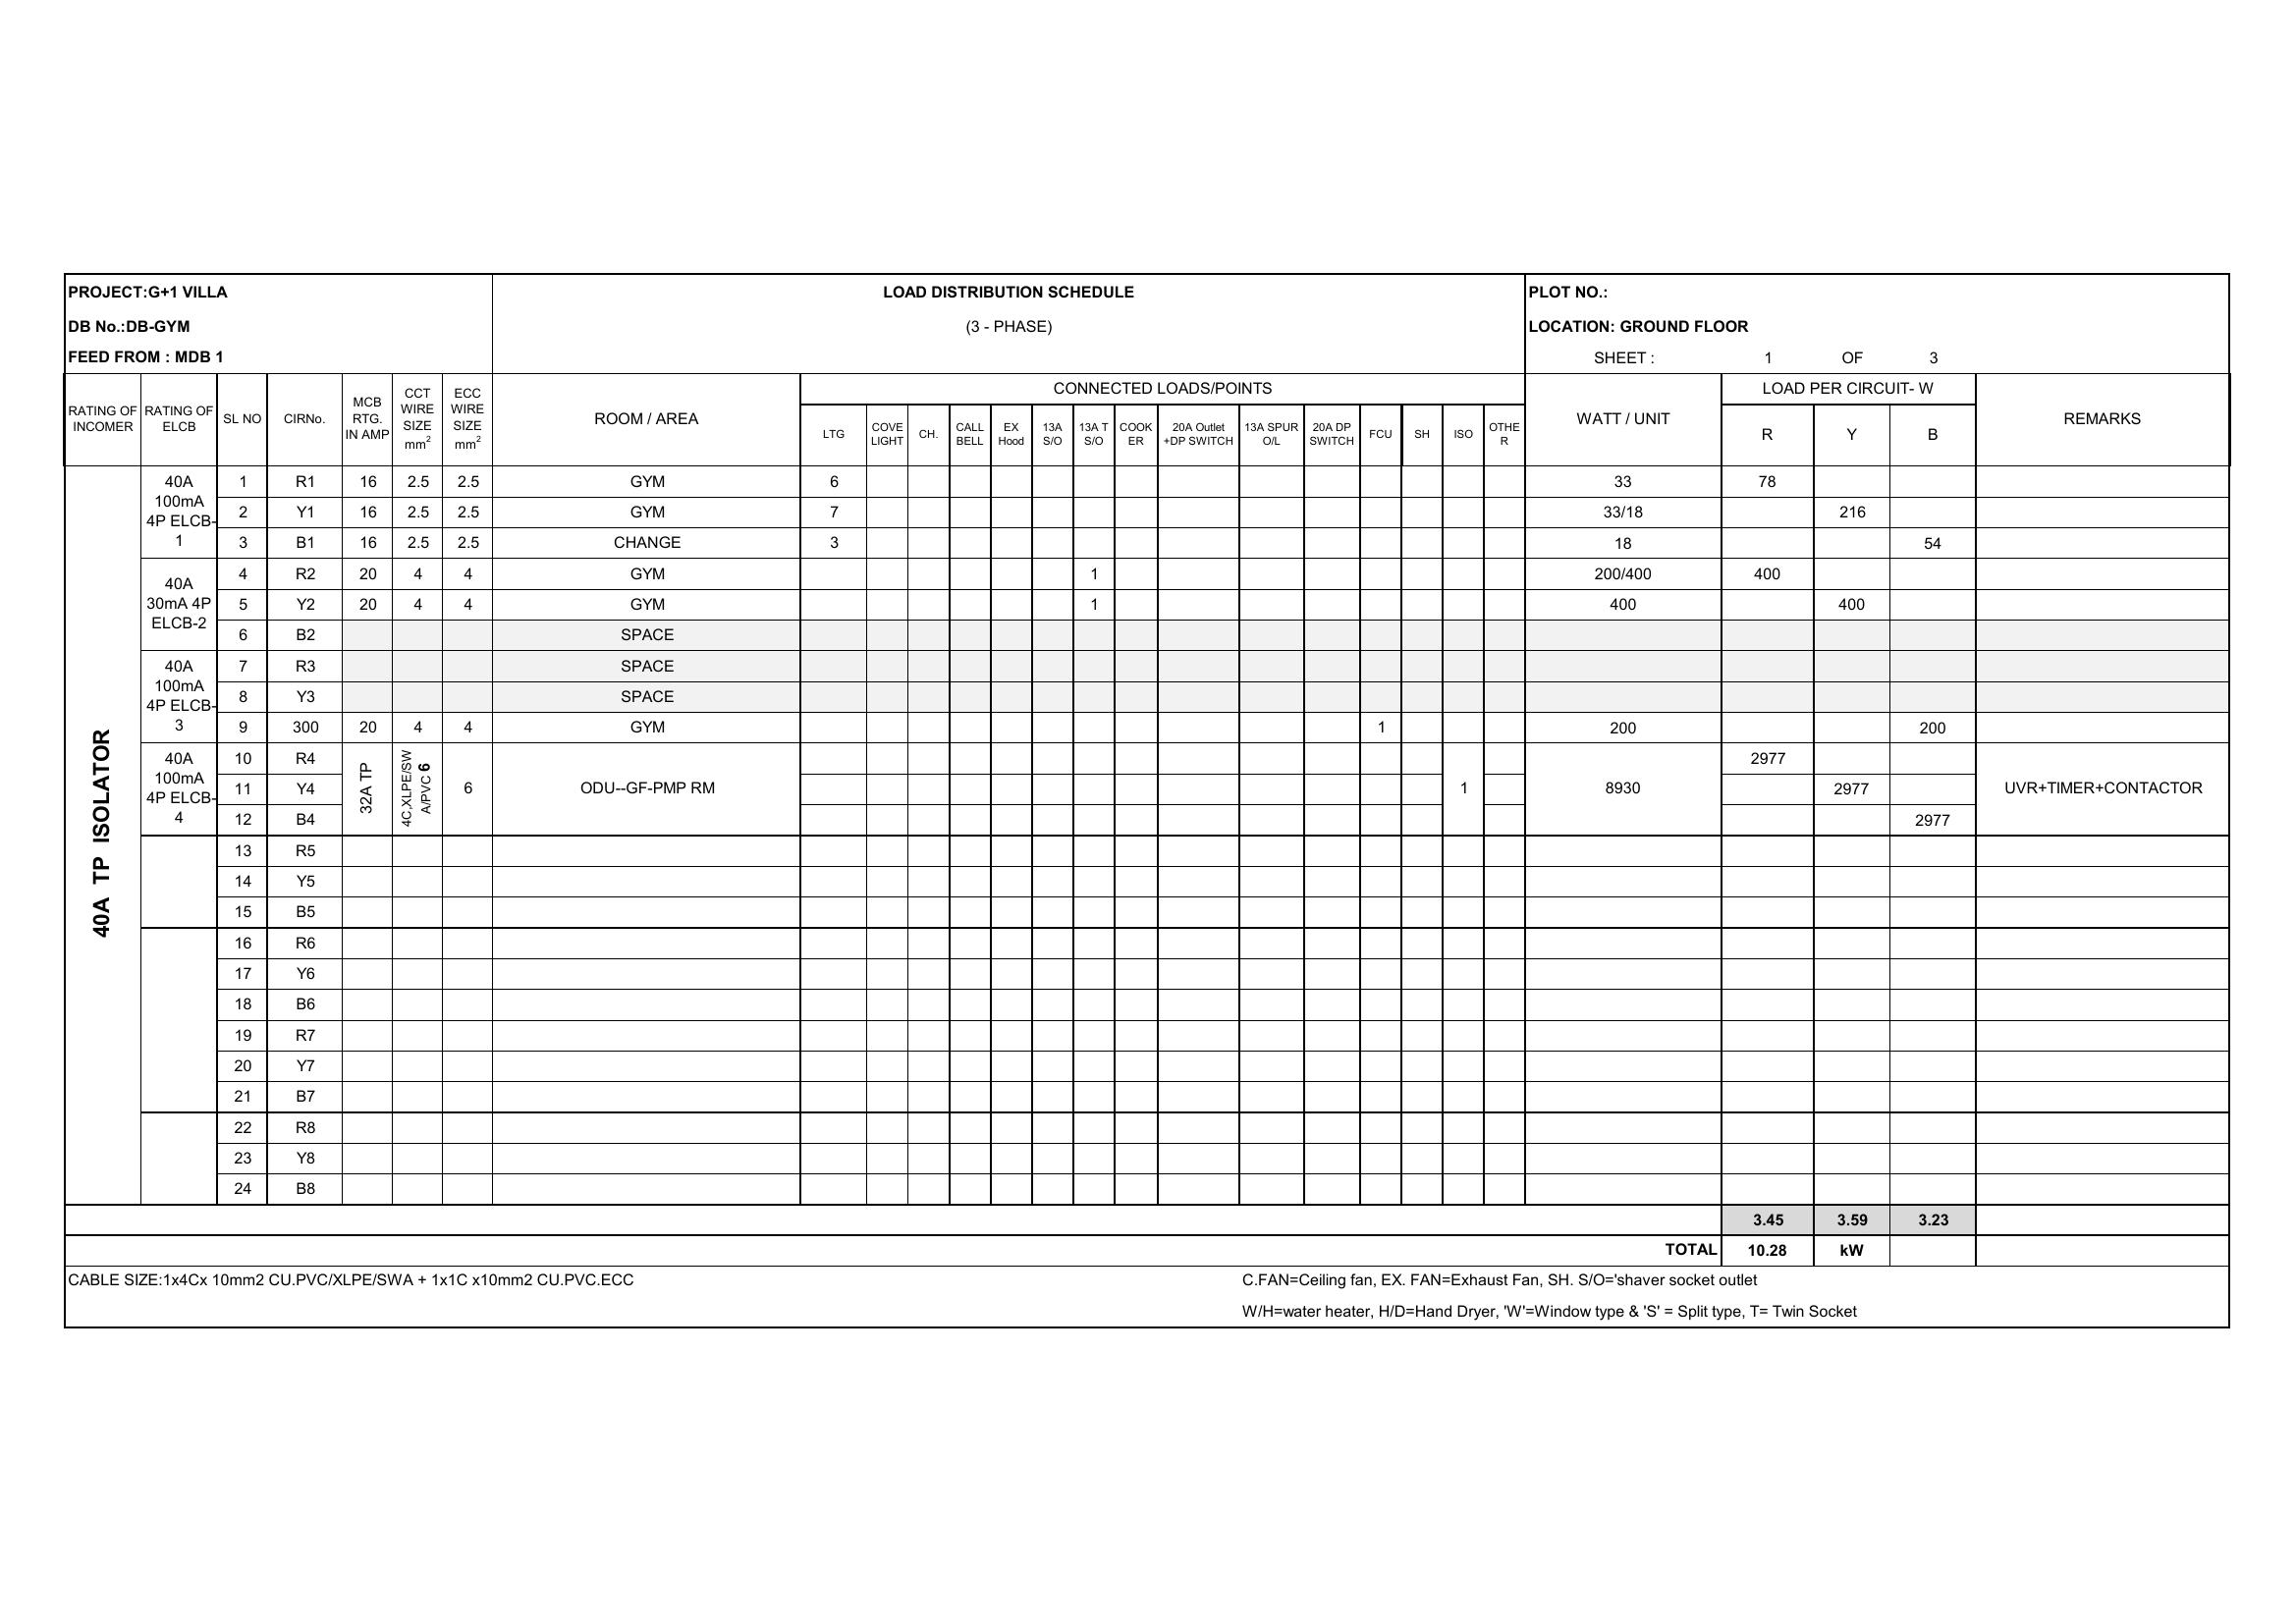 PROJECT:G+1 VILLA
LOAD DISTRIBUTION SCHEDULE
PLOT NO.:
DB No.:DB-GYM
(3 - PHASE)
LOCATION: GROUND FLOOR
FEED FROM : MDB 1
SHEET : 1 OF 3
RATING OF INCOMER
RATING OF ELCB
SL NO
CIRNo.
MCB RTG. IN AMP
CCT WIRE SIZE mm²
ECC WIRE SIZE mm²
ROOM / AREA
CONNECTED LOADS/POINTS
LTG
COVE LIGHT
CH.
CALL BELL
EX Hood
13A S/O
13A T S/O
COOK ER
20A Outlet +DP SWITCH
13A SPUR O/L
20A DP SWITCH
FCU
SH
ISO
OTHE R
WATT / UNIT
LOAD PER CIRCUIT- W
R Y B
REMARKS
40A TP ISOLATOR
40A 100mA 4P ELCB-1
1 R1 16 2.5 2.5 GYM 6 33 78
2 Y1 16 2.5 2.5 GYM 7 33/18 216
3 B1 16 2.5 2.5 CHANGE 3 18 54
40A 30mA 4P ELCB-2
4 R2 20 4 4 GYM 1 200/400 400
5 Y2 20 4 4 GYM 1 400 400
6 B2 SPACE
40A 100mA 4P ELCB-3
7 R3 SPACE
8 Y3 SPACE
9 300 20 4 4 GYM 1 200 200
40A 100mA 4P ELCB-4
10 R4 2977
11 Y4 32A TP 4C,XLPE/SWA/PVC 6 6 ODU--GF-PMP RM 1 8930 2977 UVR+TIMER+CONTACTOR
12 B4 2977
13 R5
14 Y5
15 B5
16 R6
17 Y6
18 B6
19 R7
20 Y7
21 B7
22 R8
23 Y8
24 B8
3.45 3.59 3.23
TOTAL 10.28 kW
CABLE SIZE:1x4Cx 10mm2 CU.PVC/XLPE/SWA + 1x1C x10mm2 CU.PVC.ECC
C.FAN=Ceiling fan, EX. FAN=Exhaust Fan, SH. S/O='shaver socket outlet
W/H=water heater, H/D=Hand Dryer, 'W'=Window type & 'S' = Split type, T= Twin Socket